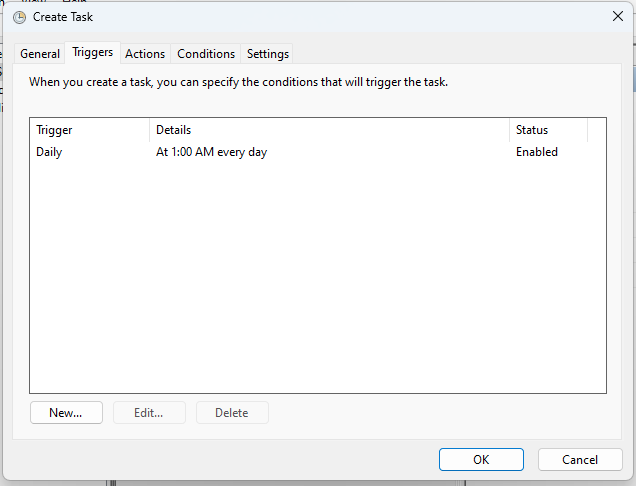 Create Task
General Triggers Actions Conditions Settings
When you create a task, you can specify the conditions that will trigger the task.
Trigger Details Status
Daily At 1:00 AM every day Enabled
New... Edit... Delete
OK Cancel